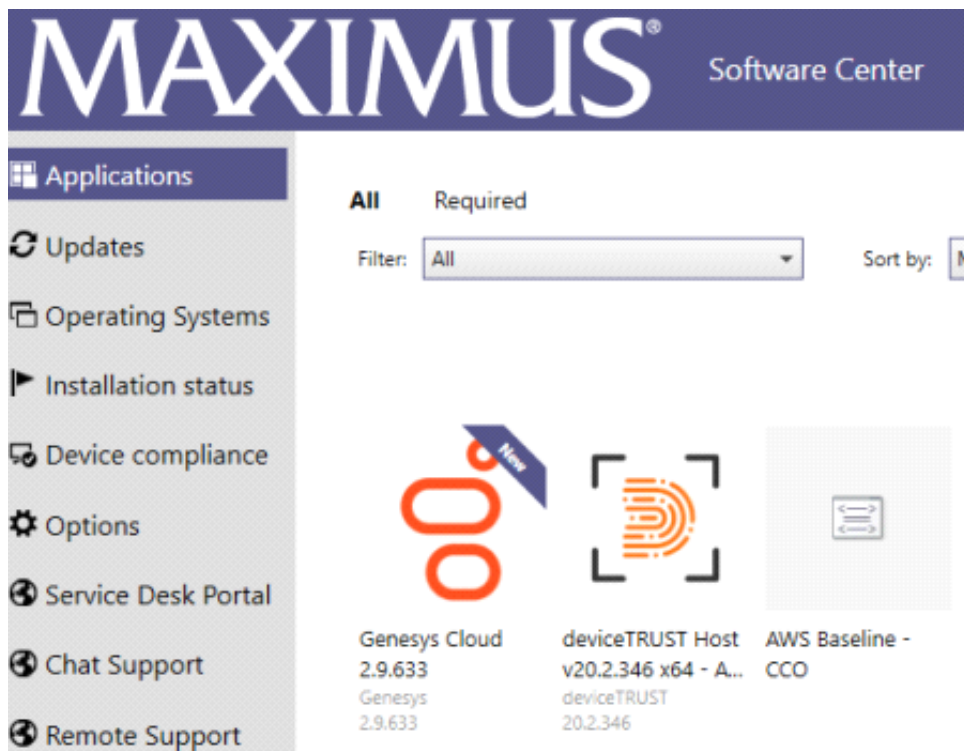 MAXIMUS®
Software Center
Applications
Updates
Operating Systems
Installation status
Device compliance
Options
Service Desk Portal
Chat Support
Remote Support
All Required
Filter: All Sort by: M
New
Genesys Cloud
2.9.633
Genesys
2.9.633
deviceTRUST Host
v20.2.346 x64 - A...
deviceTRUST
20.2.346
AWS Baseline -
CCO